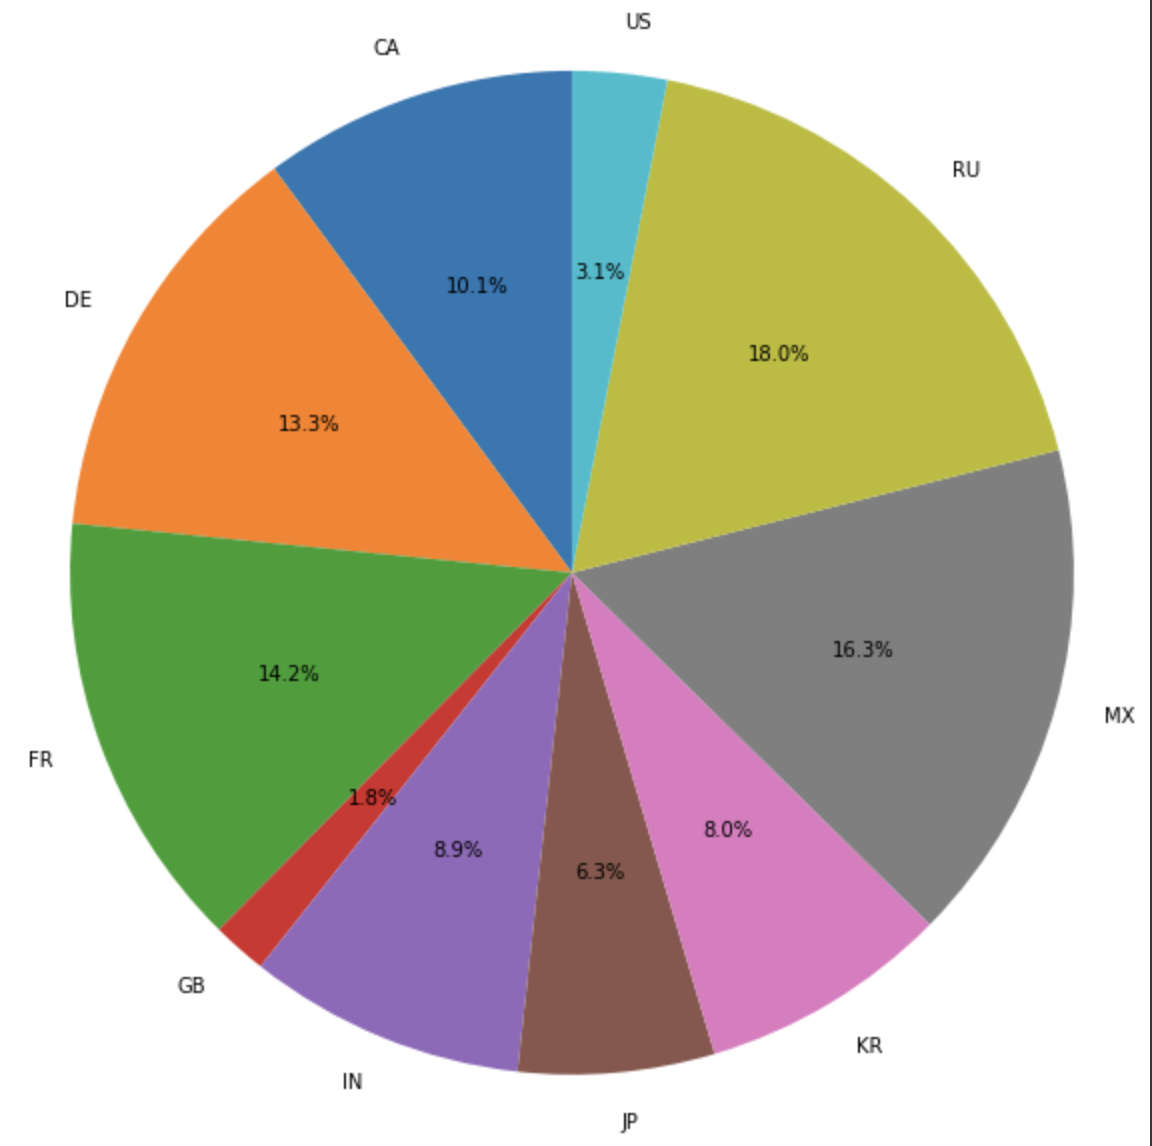 US
CA
RU
3.1%
10.1%
DE
18.0%
13.3%
16.3%
14.2%
MX
FR
1.8%
8.0%
8.9%
6.3%
GB
KR
IN
JP